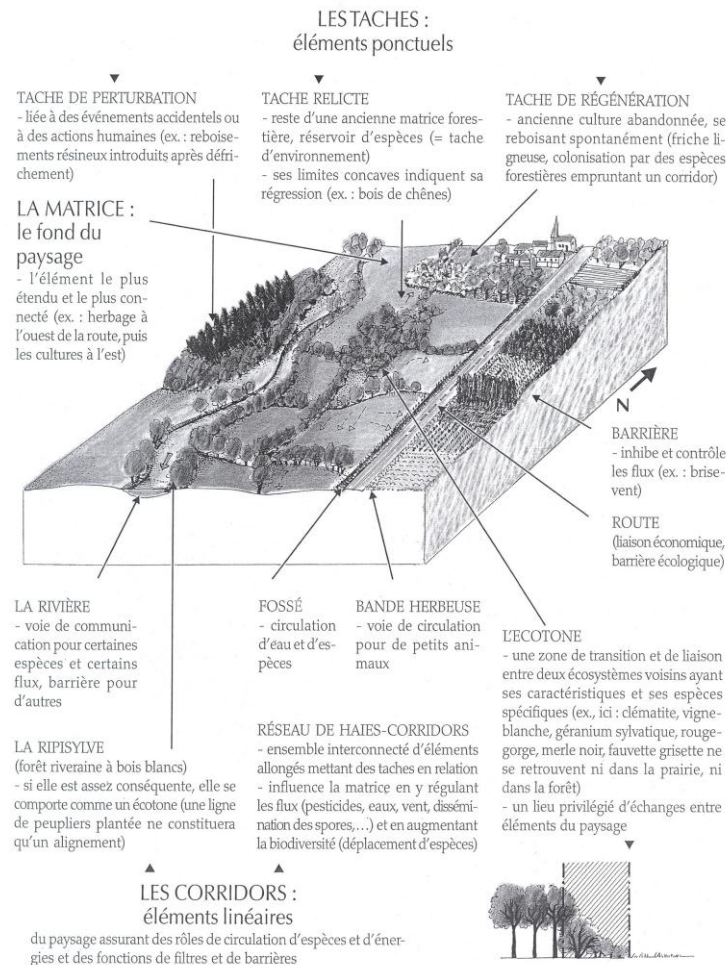 LES TACHES :
éléments ponctuels
TACHE DE PERTURBATION
- liée à des événements accidentels ou
à des actions humaines (ex. : reboise-
ments résineux introduits après défri-
chement)
TACHE RELICTE
- reste d'une ancienne matrice fores-
tière, réservoir d'espèces (= tache
d'environnement)
- ses limites concaves indiquent sa
régression (ex. : bois de chênes)
TACHE DE RÉGÉNÉRATION
- ancienne culture abandonnée, se
reboisant spontanément (friche li-
gneuse, colonisation par des espèces
forestières empruntant un corridor)
LA MATRICE :
le fond du
paysage
- l'élément le plus
étendu et le plus con-
necté (ex. : herbage à
l'ouest de la route, puis
les cultures à l'est)
N
BARRIÈRE
- inhibe et contrôle
les flux (ex. : brise-
vent)
ROUTE
(liaison économique,
barrière écologique)
LA RIVIÈRE
- voie de communi-
cation pour certaines
espèces et certains
flux, barrière pour
d'autres
FOSSÉ
- circulation
d'eau et d'es-
pèces
BANDE HERBEUSE
- voie de circulation
pour de petits ani-
maux
L'ECOTONE
- une zone de transition et de liaison
entre deux écosystèmes voisins ayant
ses caractéristiques et ses espèces
spécifiques (ex., ici : clématite, vigne-
blanche, géranium sylvatique, rouge-
gorge, merle noir, fauvette grisette ne
se retrouvent ni dans la prairie, ni
dans la forêt)
- un lieu privilégié d'échanges entre
éléments du paysage
LA RIPISYLVE
(forêt riveraine à bois blancs)
- si elle est assez conséquente, elle se
comporte comme un écotone (une ligne
de peupliers plantée ne constituera
qu'un alignement)
RÉSEAU DE HAIES-CORRIDORS
- ensemble interconnecté d'éléments
allongés mettant des taches en relation
- influence la matrice en y régulant
les flux (pesticides, eaux, vent, dissémi-
nation des spores,...) et en augmentant
la biodiversité (déplacement d'espèces)
LES CORRIDORS :
éléments linéaires
du paysage assurant des rôles de circulation d'espèces et d'éner-
gies et des fonctions de filtres et de barrières